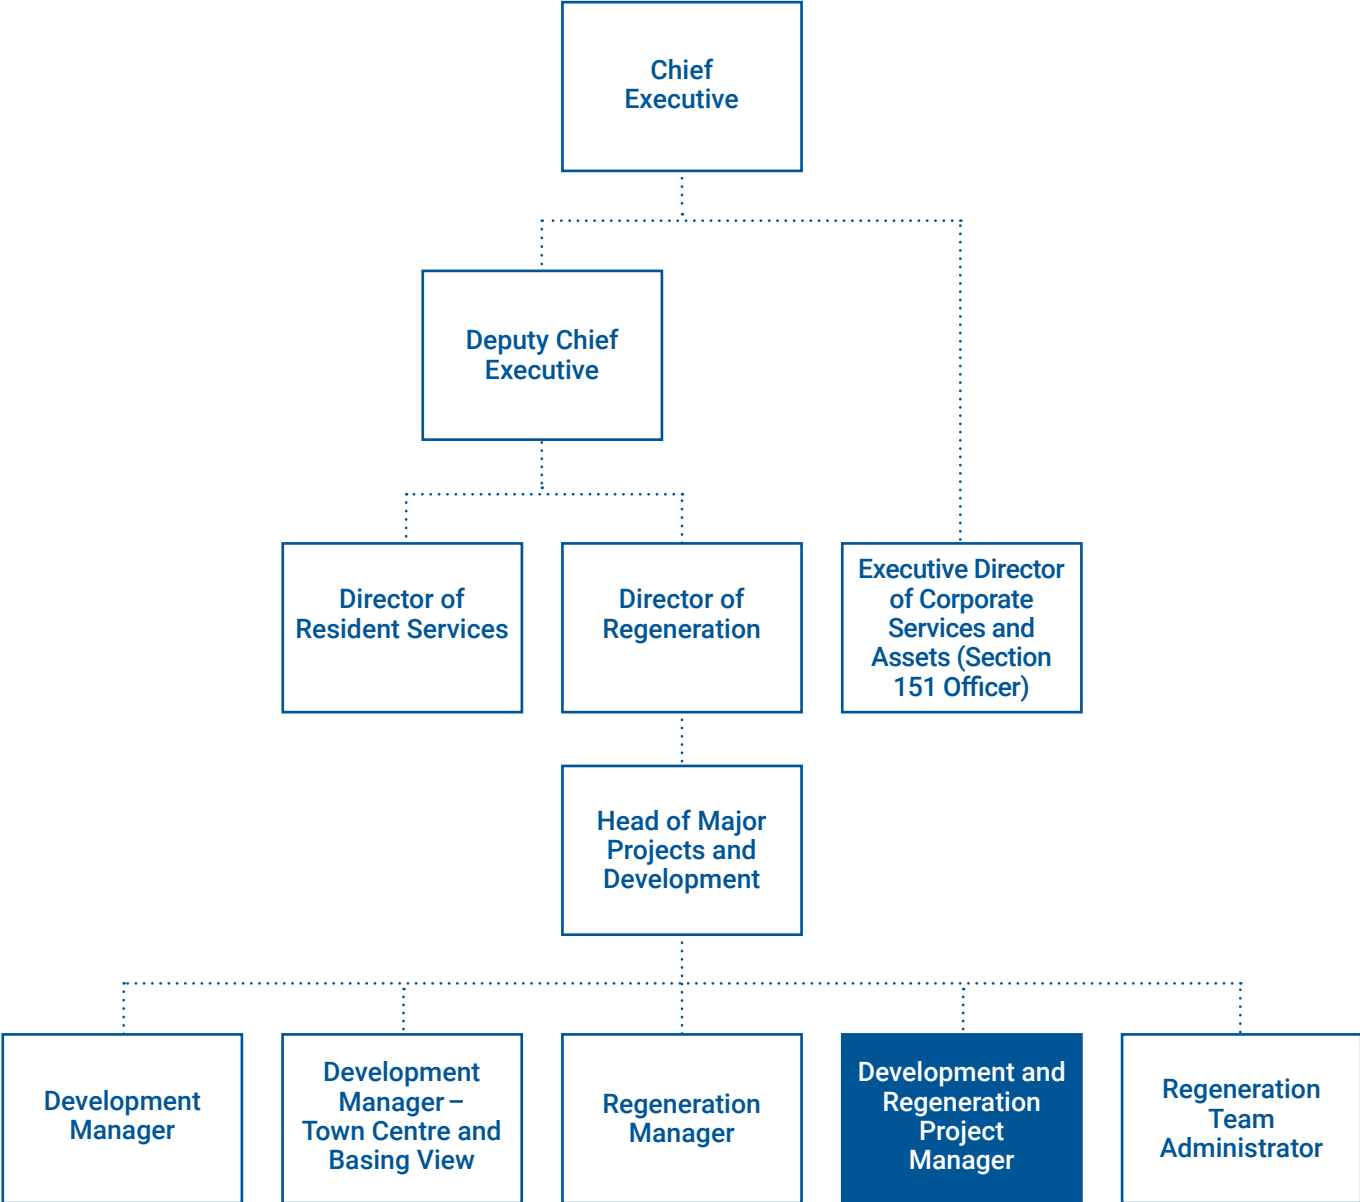 Chief
Executive
Deputy Chief
Executive
Director of
Resident Services
Director of
Regeneration
Executive Director
of Corporate
Services and
Assets (Section
151 Officer)
Head of Major
Projects and
Development
Development
Manager
Development
Manager –
Town Centre and
Basing View
Regeneration
Manager
Development and
Regeneration
Project
Manager
Regeneration
Team
Administrator